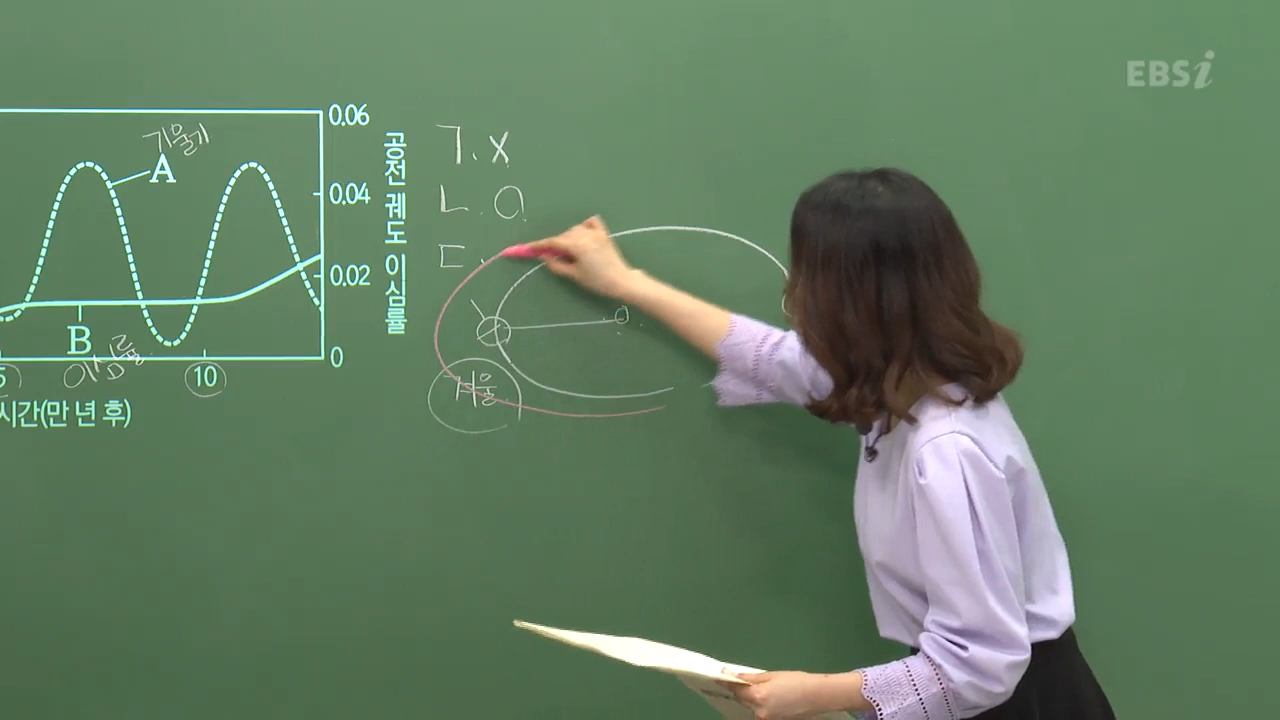 EBSi
0.06
0.04
0.02
0
공전 궤도 이심률
기울기
A
B
이심률
5
10
시간(만 년 후)
ㄱ. X
ㄴ. O
ㄷ.
겨울